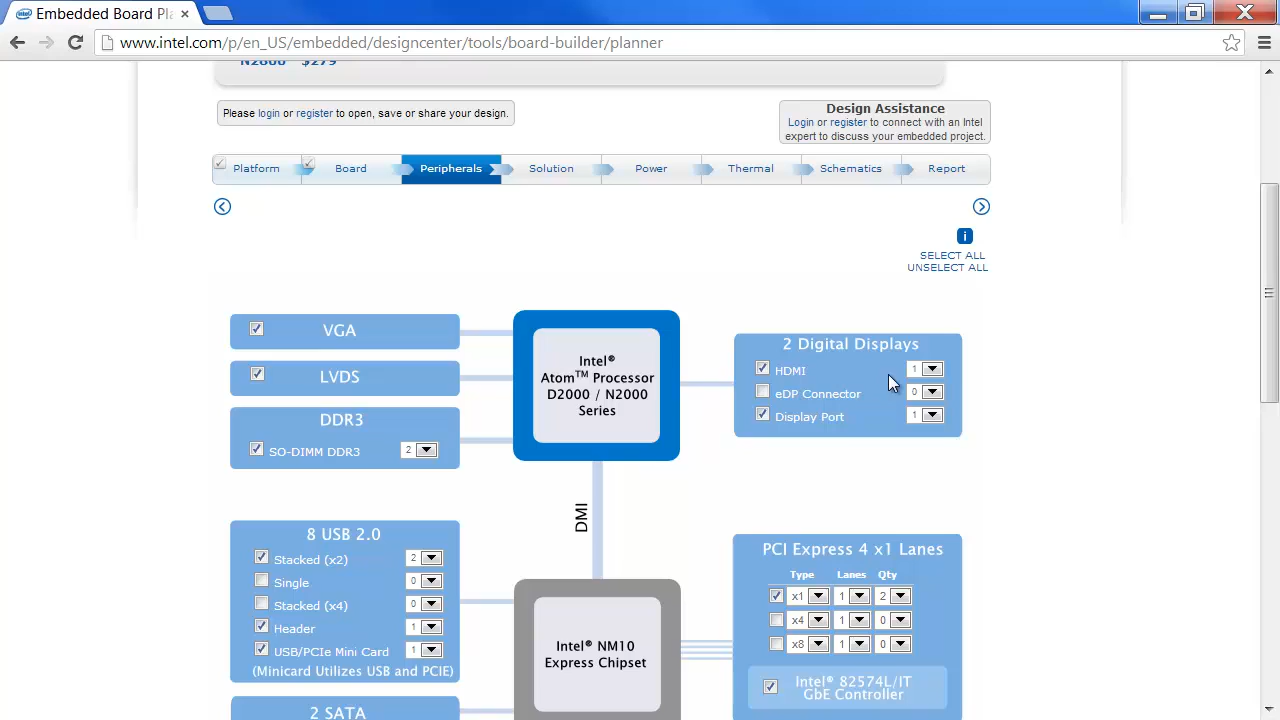 Embedded Board Pla
www.intel.com/p/en_US/embedded/designcenter/tools/board-builder/planner
N2800 $279
Please login or register to open, save or share your design.
Design Assistance
Login or register to connect with an Intel
expert to discuss your embedded project.
Platform
Board
Peripherals
Solution
Power
Thermal
Schematics
Report
i
SELECT ALL
UNSELECT ALL
VGA
LVDS
DDR3
SO-DIMM DDR3 2
Intel®
Atom™ Processor
D2000 / N2000
Series
2 Digital Displays
HDMI 1
eDP Connector 0
Display Port 1
DMI
8 USB 2.0
Stacked (x2) 2
Single 0
Stacked (x4) 0
Header 1
USB/PCIe Mini Card 1
(Minicard Utilizes USB and PCIE)
2 SATA
Intel® NM10
Express Chipset
PCI Express 4 x1 Lanes
Type Lanes Qty
x1 1 2
x4 1 0
x8 1 0
Intel® 82574L/IT
GbE Controller